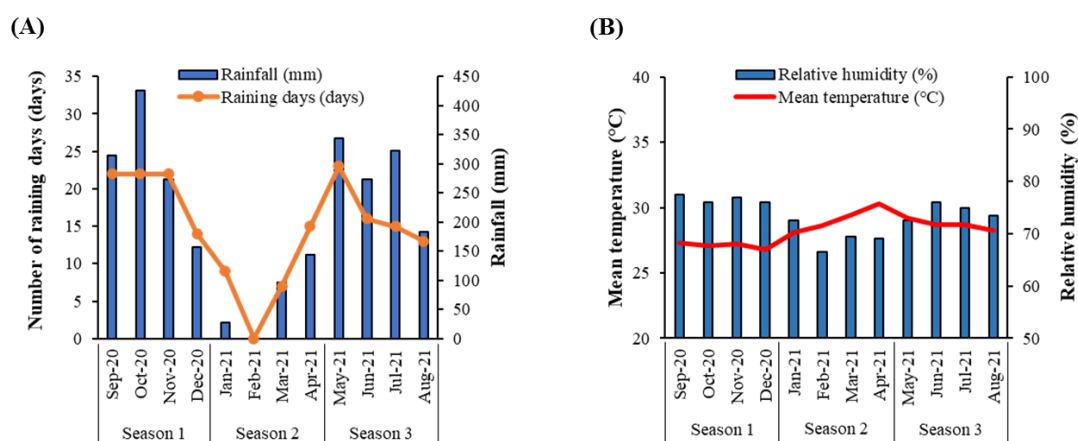 (A)
Rainfall (mm)
Raining days (days)
Number of raining days (days)
35
30
25
20
15
10
5
0
450
400
350
300
250
200
150
100
50
0
Rainfall (mm)
Sep-20
Oct-20
Nov-20
Dec-20
Jan-21
Feb-21
Mar-21
Apr-21
May-21
Jun-21
Jul-21
Aug-21
Season 1
Season 2
Season 3
(B)
Relative humidity (%)
Mean temperature (°C)
Mean temperature (°C)
40
35
30
25
20
100
90
80
70
60
50
Relative humidity (%)
Sep-20
Oct-20
Nov-20
Dec-20
Jan-21
Feb-21
Mar-21
Apr-21
May-21
Jun-21
Jul-21
Aug-21
Season 1
Season 2
Season 3